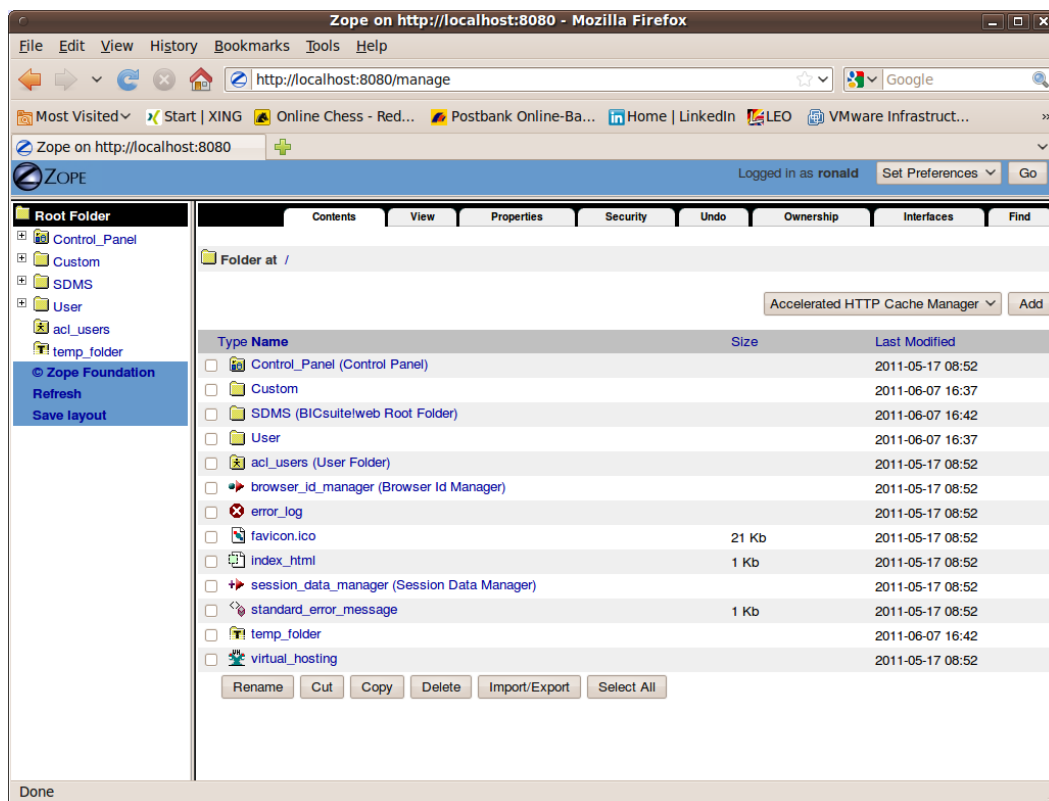 Zope on http://localhost:8080 - Mozilla Firefox
File Edit View History Bookmarks Tools Help
http://localhost:8080/manage Google
Most Visited Start | XING Online Chess - Red... Postbank Online-Ba... Home | LinkedIn LEO VMware Infrastruct... »
Zope on http://localhost:8080
ZOPE Logged in as ronald Set Preferences Go
Root Folder Contents View Properties Security Undo Ownership Interfaces Find
Control_Panel
Custom
SDMS
User
acl_users
temp_folder
© Zope Foundation
Refresh
Save layout
Folder at /
Accelerated HTTP Cache Manager Add
Type Name Size Last Modified
Control_Panel (Control Panel) 2011-05-17 08:52
Custom 2011-06-07 16:37
SDMS (BICsuite!web Root Folder) 2011-06-07 16:42
User 2011-06-07 16:37
acl_users (User Folder) 2011-05-17 08:52
browser_id_manager (Browser Id Manager) 2011-05-17 08:52
error_log 2011-05-17 08:52
favicon.ico 21 Kb 2011-05-17 08:52
index_html 1 Kb 2011-05-17 08:52
session_data_manager (Session Data Manager) 2011-05-17 08:52
standard_error_message 1 Kb 2011-05-17 08:52
temp_folder 2011-06-07 16:42
virtual_hosting 2011-05-17 08:52
Rename Cut Copy Delete Import/Export Select All
Done